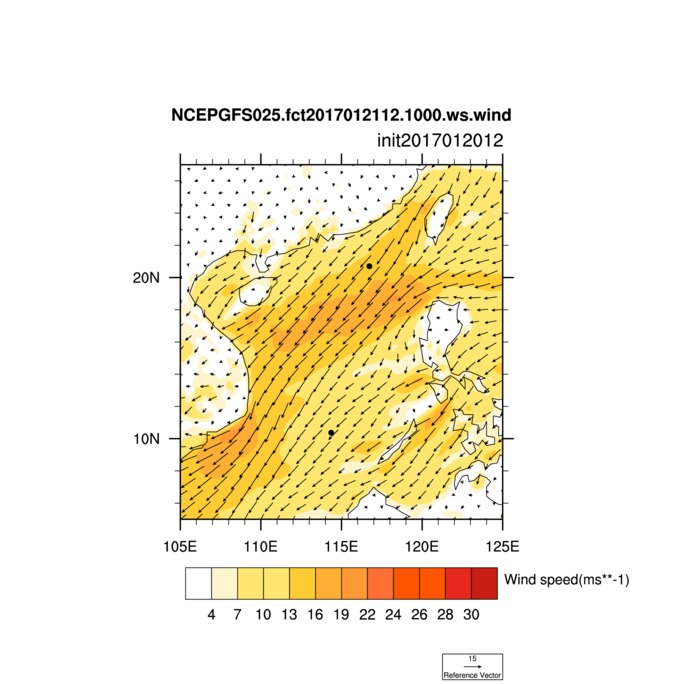 NCEPGFS025.fct2017012112.1000.ws.wind
init2017012012
20N
10N
105E 110E 115E 120E 125E
Wind speed(ms**-1)
4 7 10 13 16 19 22 24 26 28 30
15
Reference Vector